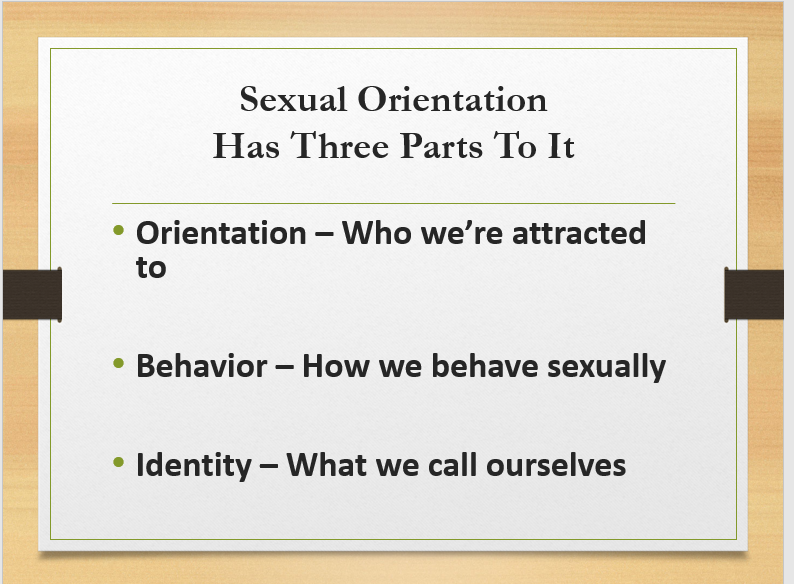 Sexual Orientation
Has Three Parts To It
• Orientation – Who we’re attracted
to
• Behavior – How we behave sexually
• Identity – What we call ourselves